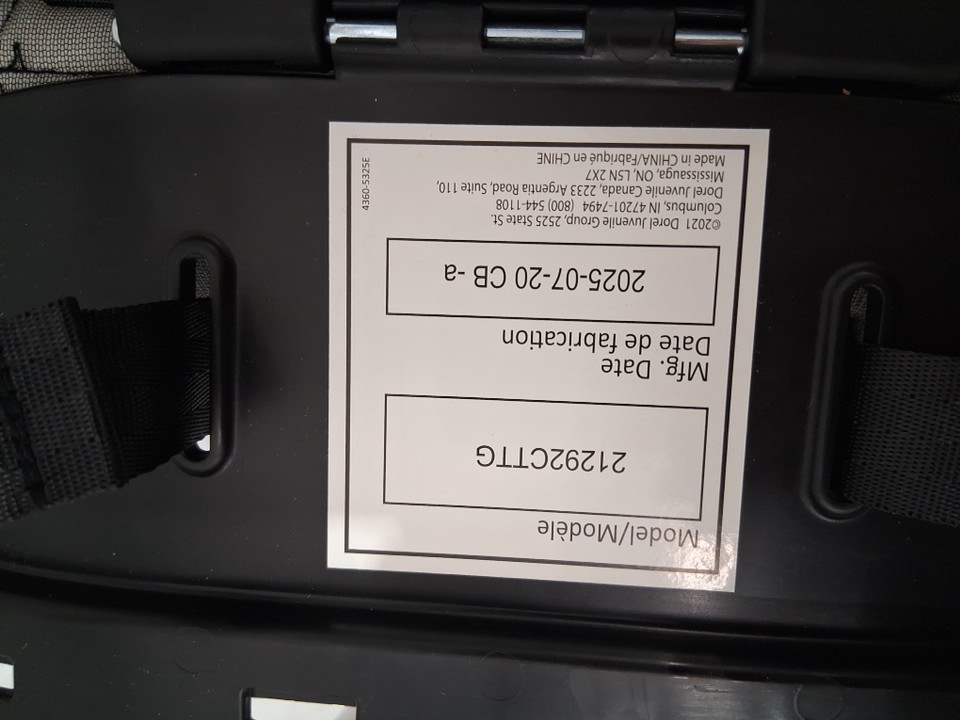 Model/Modèle
21292CTTG
Mfg. Date
Date de fabrication
2025-07-20 CB -a
©2021 Dorel Juvenile Group, 2525 State St.
Columbus, IN 47201-7494 (800) 544-1108
Dorel Juvenile Canada, 2233 Argentia Road, Suite 110,
Mississauga, ON, L5N 2X7
Made in CHINA/Fabriqué en CHINE
4360-5325E